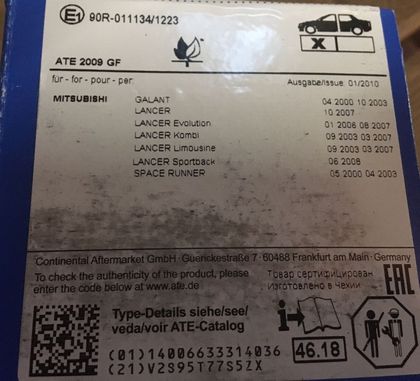 E1 90R-011134/1223
X
ATE 2009 GF
für - for - pour - per: Ausgabe/Issue: 01/2010
MITSUBISHI GALANT 04.2000 10.2003
LANCER 10.2007
LANCER Evolution 01.2006 08.2007
LANCER Kombi 09.2003 03.2007
LANCER Limousine 09.2003 03.2007
LANCER Sportback 06.2008
SPACE RUNNER 05.2000 04.2003
Continental Aftermarket GmbH · Guerickestraße 7 · 60488 Frankfurt am Main · Germany
To check the authenticity of the product, please
enter the code below at www.ate.de
Товар сертифицирован
Изготовлено в Чехии
Type-Details siehe/see/
veda/voir ATE-Catalog
46.18
(01)14006633314036
(21)V2S95T77S5ZX